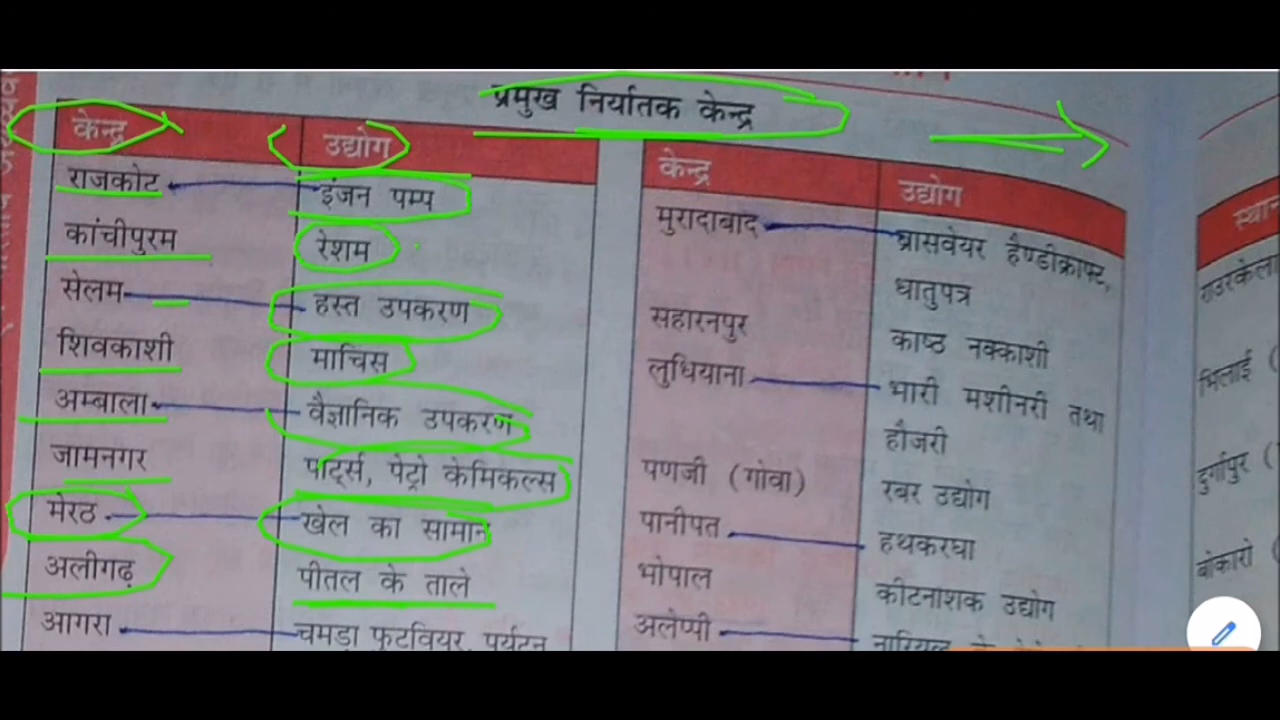 प्रमुख निर्यातक केन्द्र
केन्द्र उद्योग
राजकोट इंजन पम्प
कांचीपुरम रेशम
सेलम हस्त उपकरण
शिवकाशी माचिस
अम्बाला वैज्ञानिक उपकरण
जामनगर पार्ट्स, पेट्रो केमिकल्स
मेरठ खेल का सामान
अलीगढ़ पीतल के ताले
आगरा चमड़ा फुटवियर, पर्यटन
केन्द्र उद्योग
मुरादाबाद ब्रासवेयर हैण्डीक्राफ्ट,
धातुपत्र
सहारनपुर काष्ठ नक्काशी
लुधियाना भारी मशीनरी तथा
हौजरी
पणजी (गोवा) रबर उद्योग
पानीपत हथकरघा
भोपाल कीटनाशक उद्योग
अलेप्पी नारियल के
स्थान
राउरकेला
भिलाई (
दुर्गापुर (
बोकारो (